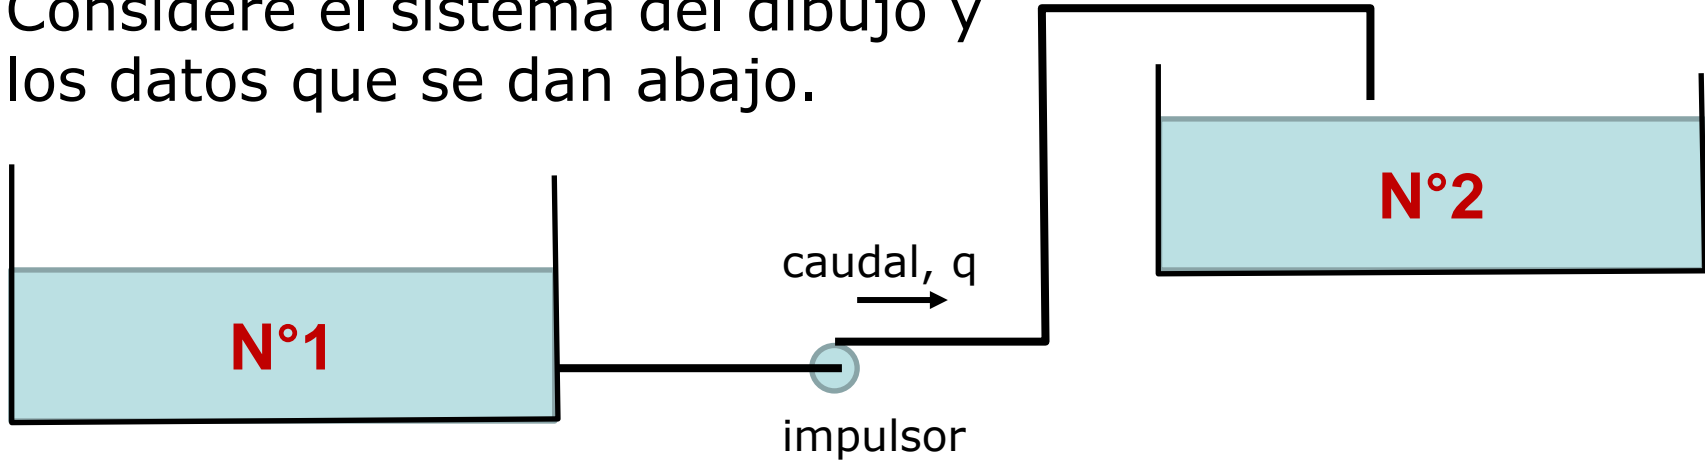 Considere el sistema del dibujo y
los datos que se dan abajo.
N°2
caudal, q
N°1
impulsor